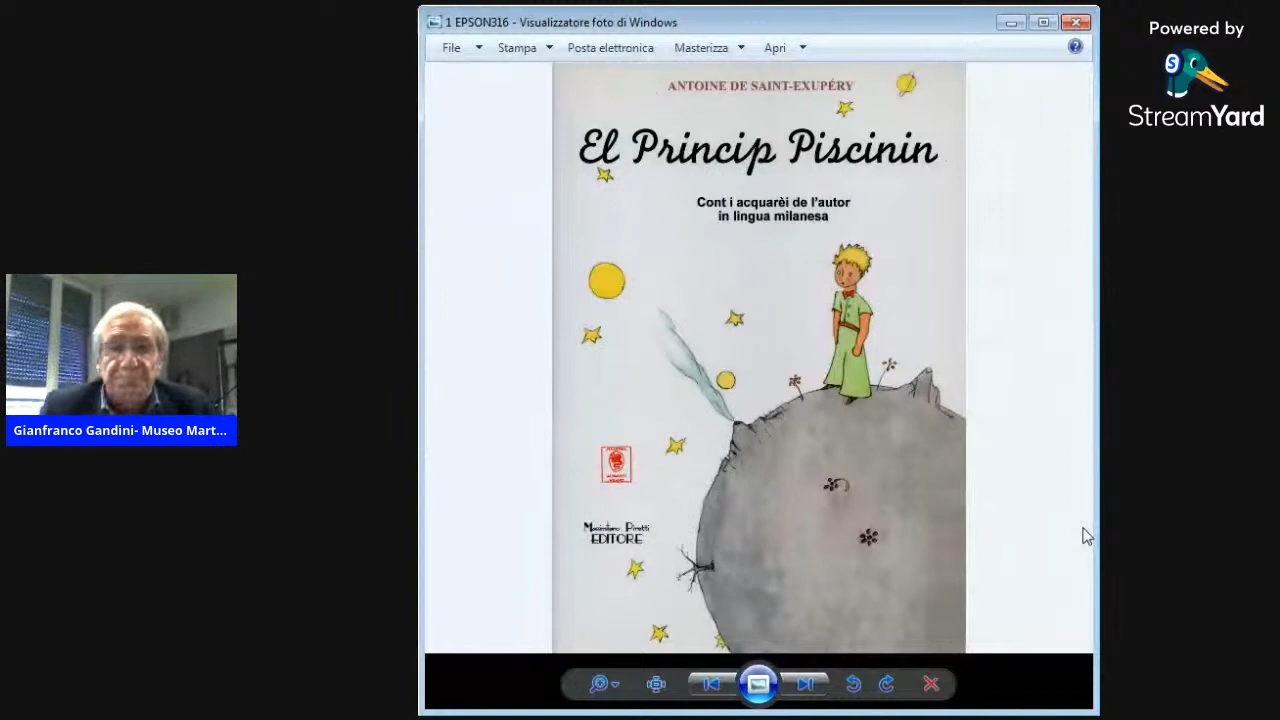 1 EPSON316 - Visualizzatore foto di Windows
File Stampa Posta elettronica Masterizza Apri
Powered by
StreamYard
ANTOINE DE SAINT-EXUPÉRY
El Princip Piscinin
Cont i acquarèi de l'autor
in lingua milanesa
Gianfranco Gandini- Museo Mart...
Massimiliano Piretti
EDITORE